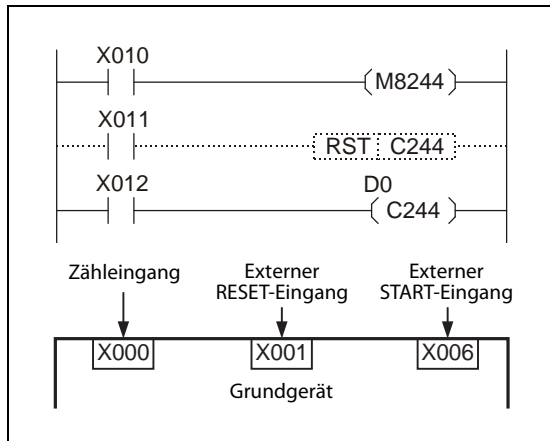 X010
M8244
X011
RST C244
X012
D0
C244
Zähleingang
Externer RESET-Eingang
Externer START-Eingang
X000
X001
X006
Grundgerät